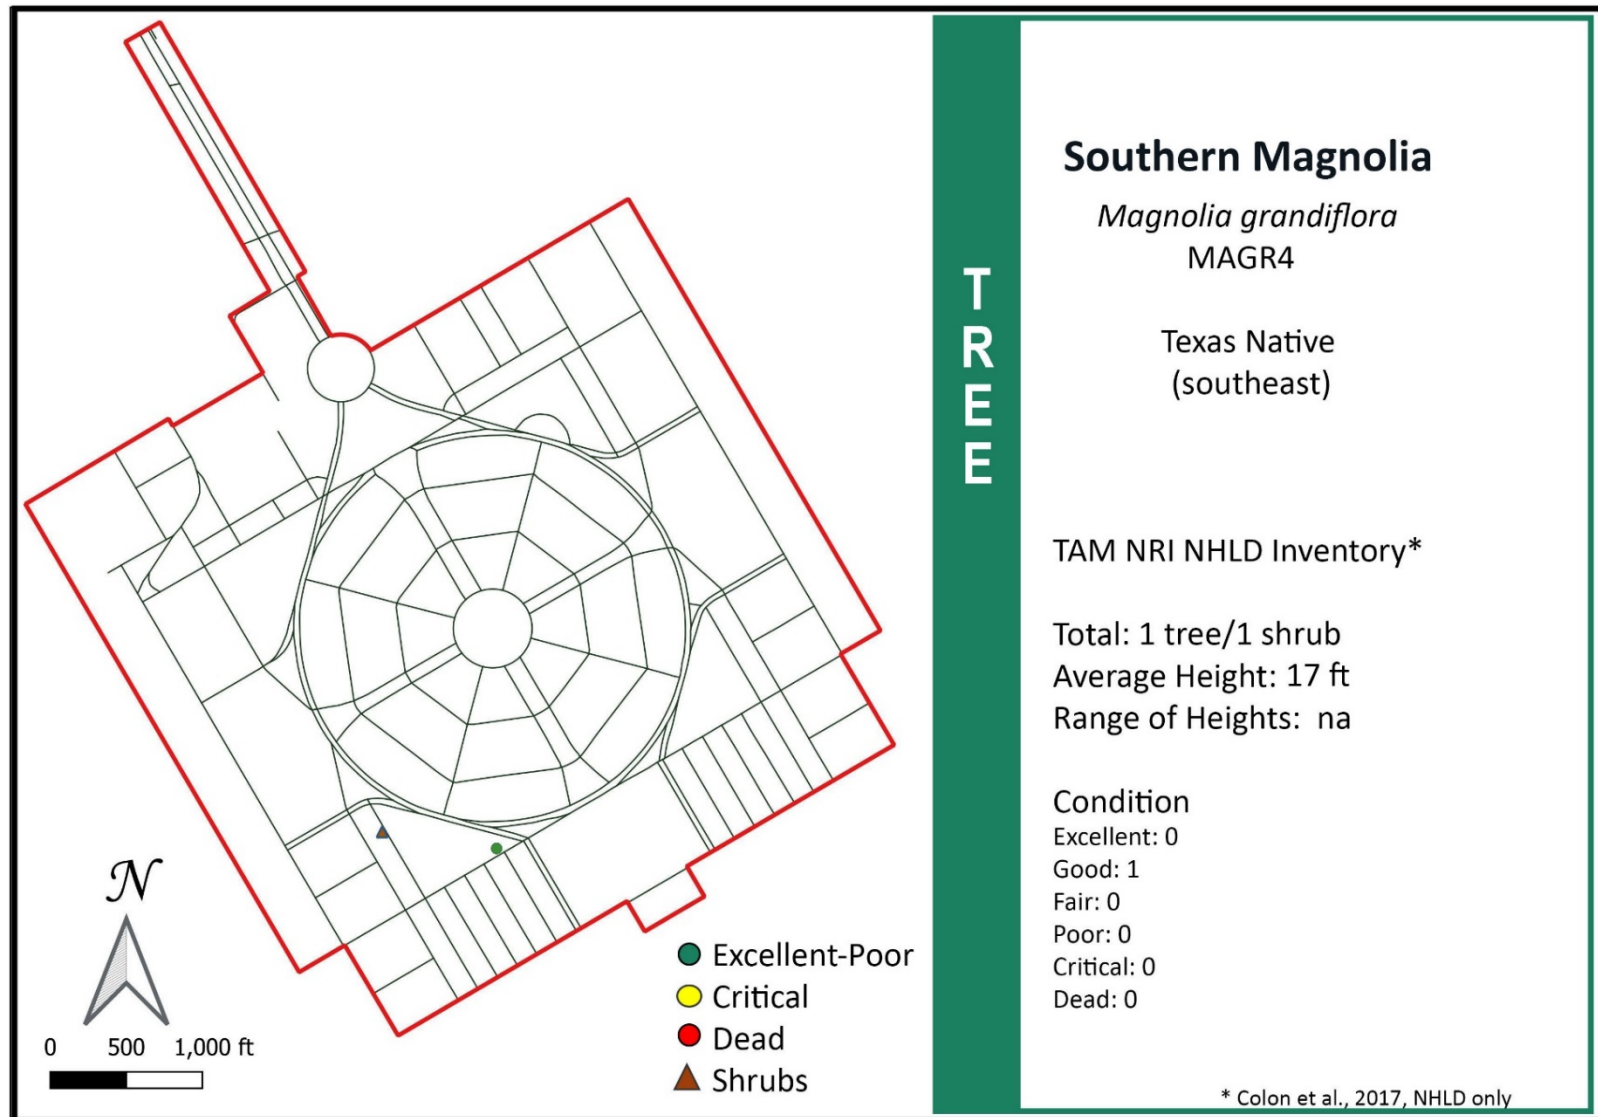 N
0 500 1,000 ft
Excellent-Poor
Critical
Dead
Shrubs
TREE
Southern Magnolia
Magnolia grandiflora
MAGR4
Texas Native
(southeast)
TAM NRI NHLD Inventory*
Total: 1 tree/1 shrub
Average Height: 17 ft
Range of Heights: na
Condition
Excellent: 0
Good: 1
Fair: 0
Poor: 0
Critical: 0
Dead: 0
* Colon et al., 2017, NHLD only